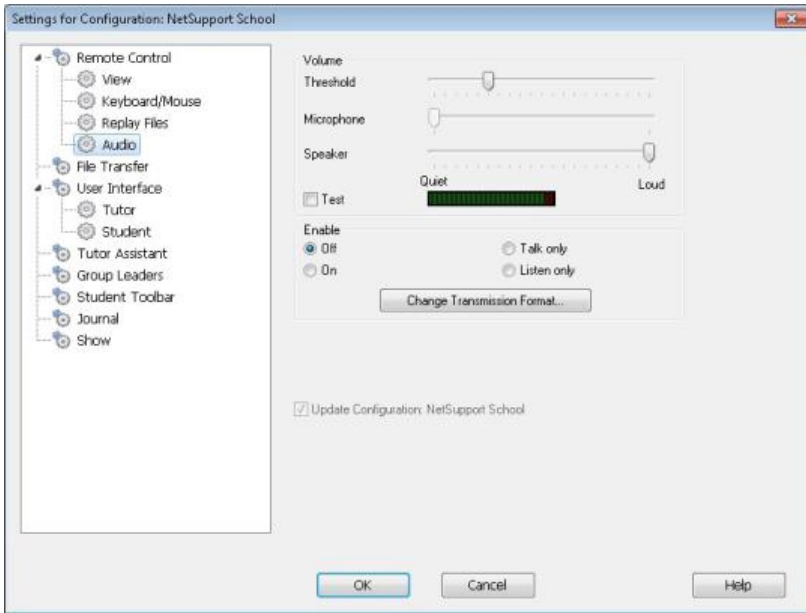 Settings for Configuration: NetSupport School
Remote Control
View
Keyboard/Mouse
Replay Files
Audio
File Transfer
User Interface
Tutor
Student
Tutor Assistant
Group Leaders
Student Toolbar
Journal
Show
Volume
Threshold
Microphone
Speaker
Quiet
Loud
Test
Enable
Off
Talk only
On
Listen only
Change Transmission Format...
Update Configuration: NetSupport School
OK
Cancel
Help